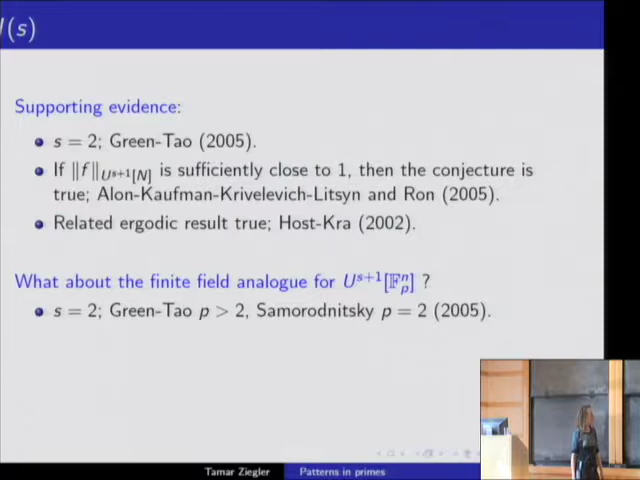 (s)
Supporting evidence:
s = 2; Green-Tao (2005).
If ‖f‖_{U^{s+1}[N]} is sufficiently close to 1, then the conjecture is
true; Alon-Kaufman-Krivelevich-Litsyn and Ron (2005).
Related ergodic result true; Host-Kra (2002).
What about the finite field analogue for U^{s+1}[𝔽_p^n] ?
s = 2; Green-Tao p > 2, Samorodnitsky p = 2 (2005).
Tamar Ziegler Patterns in primes